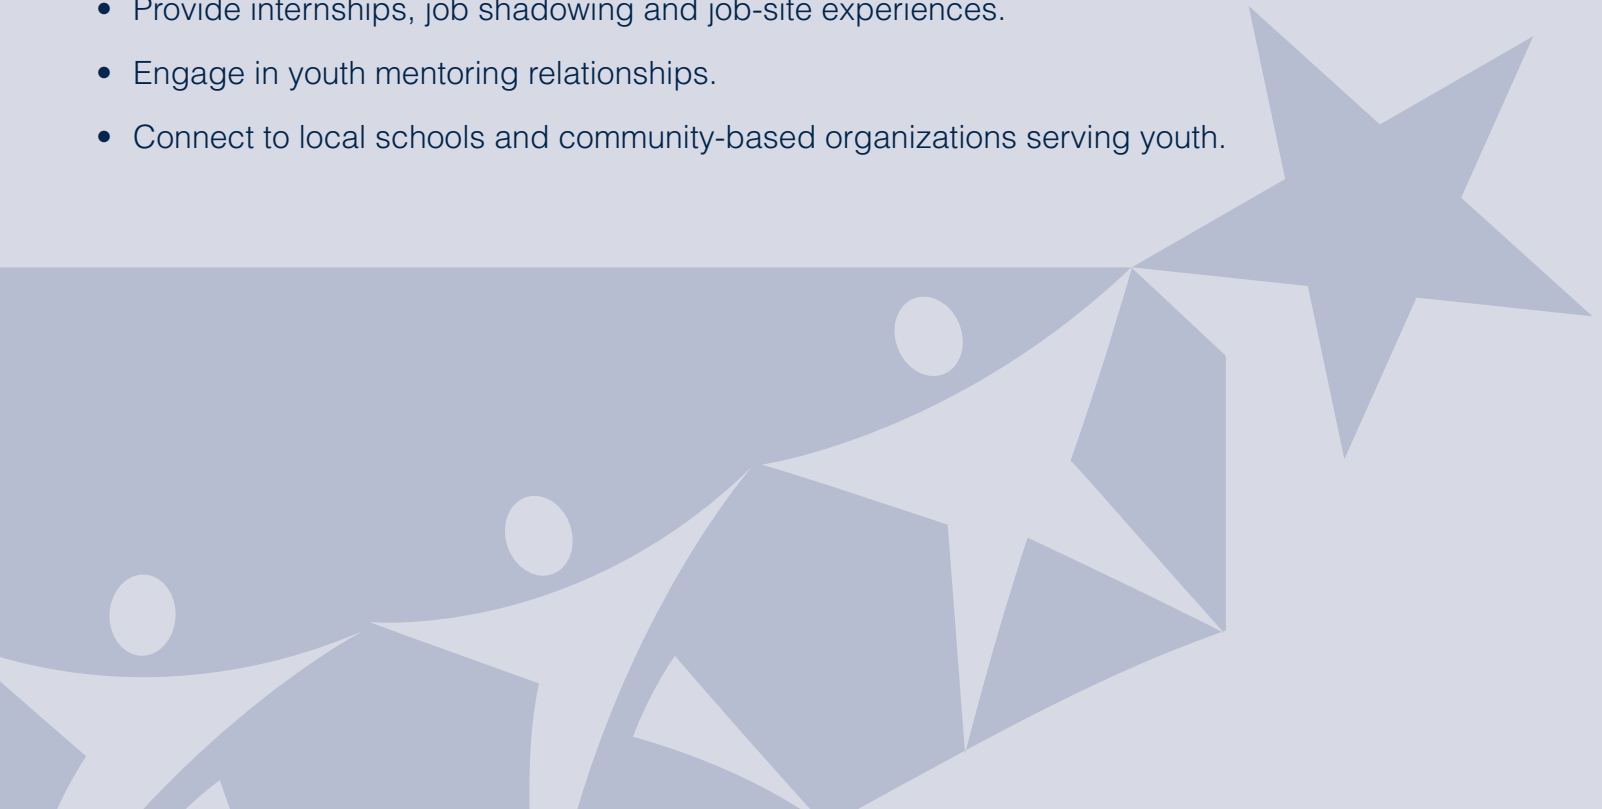 • Provide internships, job shadowing and job-site experiences.
• Engage in youth mentoring relationships.
• Connect to local schools and community-based organizations serving youth.